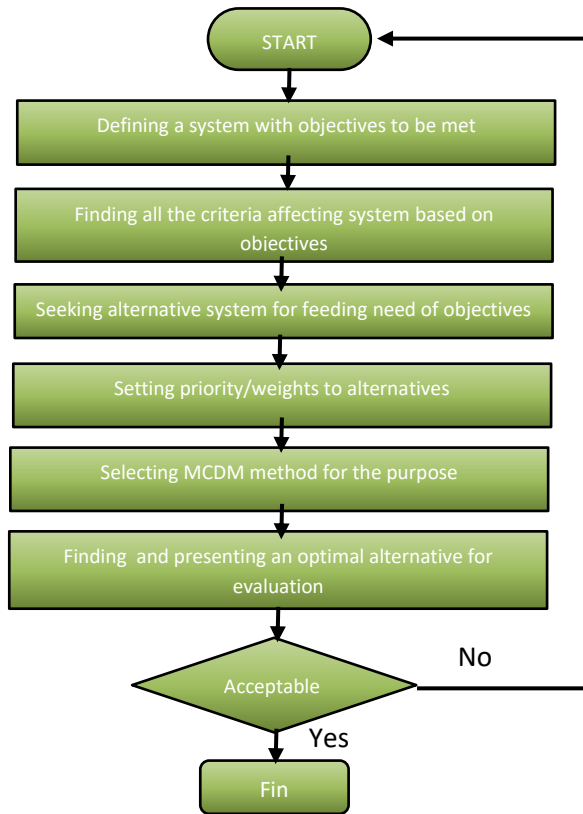 START
Defining a system with objectives to be met
Finding all the criteria affecting system based on
objectives
Seeking alternative system for feeding need of objectives
Setting priority/weights to alternatives
Selecting MCDM method for the purpose
Finding and presenting an optimal alternative for
evaluation
Acceptable
No
Yes
Fin